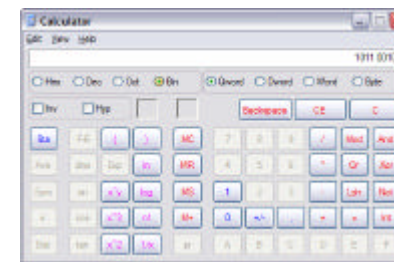 Calculator
Edit View Help
1011 001
Hex Dec Oct Bin Qword Dword Word Byte
Inv Hyp Backspace CE C
Sta F-E ( ) MC 7 8 9 / Mod And
Ave dms Exp ln MR 4 5 6 * Or Xor
Sum sin x^y log MS 1 2 3 - Lsh Not
s cos x^3 n! M+ 0 +/- . + = Int
Dat tan x^2 1/x pi A B C D E F